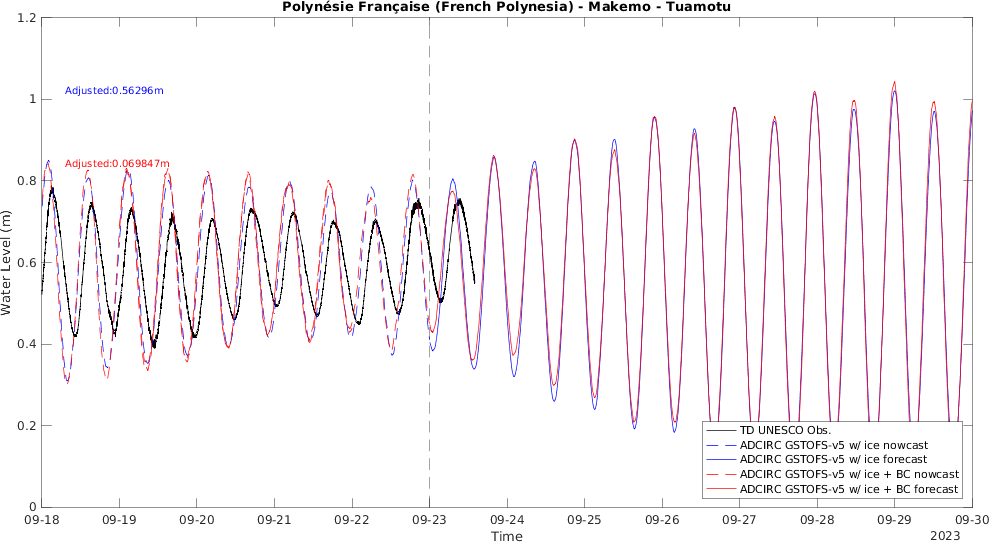 Polynésie Française (French Polynesia) - Makemo - Tuamotu
1.2
1
0.8
0.6
0.4
0.2
0
Water Level (m)
Adjusted:0.56296m
Adjusted:0.069847m
TD UNESCO Obs.
ADCIRC GSTOFS-v5 w/ ice nowcast
ADCIRC GSTOFS-v5 w/ ice forecast
ADCIRC GSTOFS-v5 w/ ice + BC nowcast
ADCIRC GSTOFS-v5 w/ ice + BC forecast
09-18 09-19 09-20 09-21 09-22 09-23 09-24 09-25 09-26 09-27 09-28 09-29 09-30
Time
2023